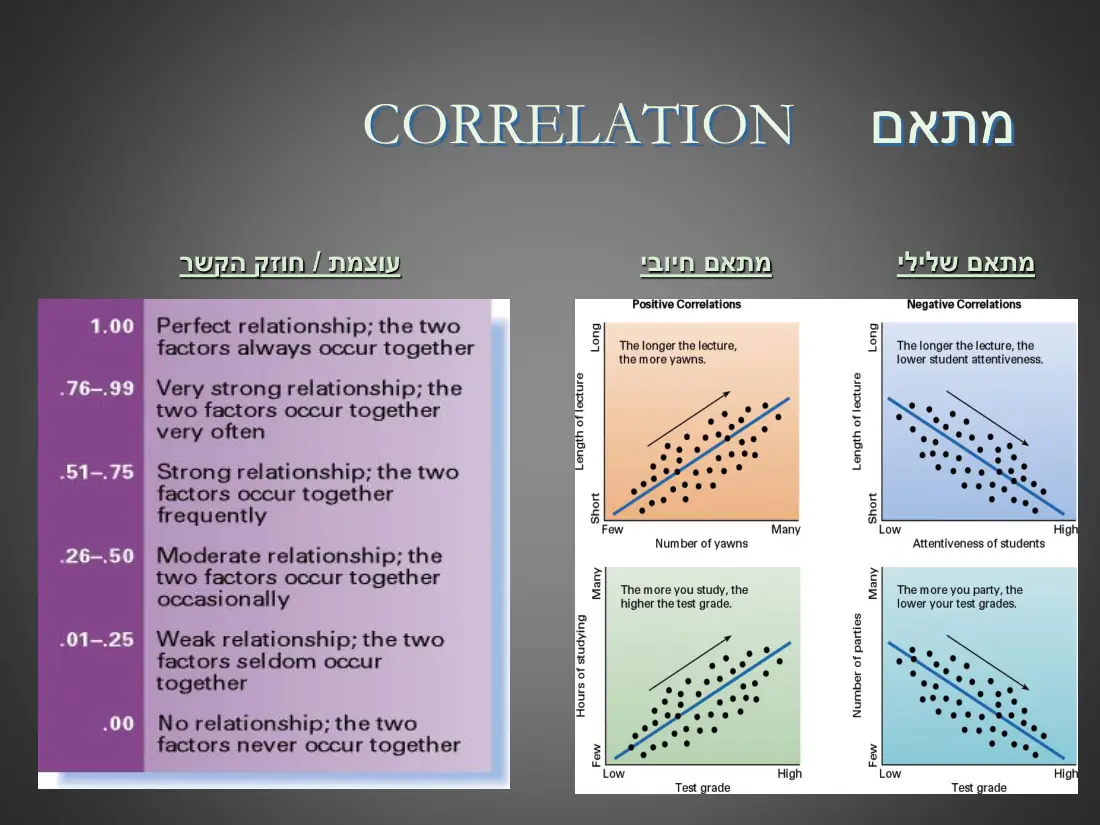 מתאם CORRELATION
מתאם שלילי
מתאם חיובי
עוצמת / חוזק הקשר
1.00 Perfect relationship; the two
factors always occur together
.76–.99 Very strong relationship; the
two factors occur together
very often
.51–.75 Strong relationship; the two
factors occur together
frequently
.26–.50 Moderate relationship; the
two factors occur together
occasionally
.01–.25 Weak relationship; the two
factors seldom occur
together
.00 No relationship; the two
factors never occur together
Positive Correlations
The longer the lecture,
the more yawns.
Long
Length of lecture
Short
Few
Many
Number of yawns
The more you study, the
higher the test grade.
Many
Hours of studying
Few
Low
High
Test grade
Negative Correlations
The longer the lecture, the
lower student attentiveness.
Long
Length of lecture
Short
Low
High
Attentiveness of students
The more you party, the
lower your test grades.
Many
Number of parties
Few
Low
High
Test grade